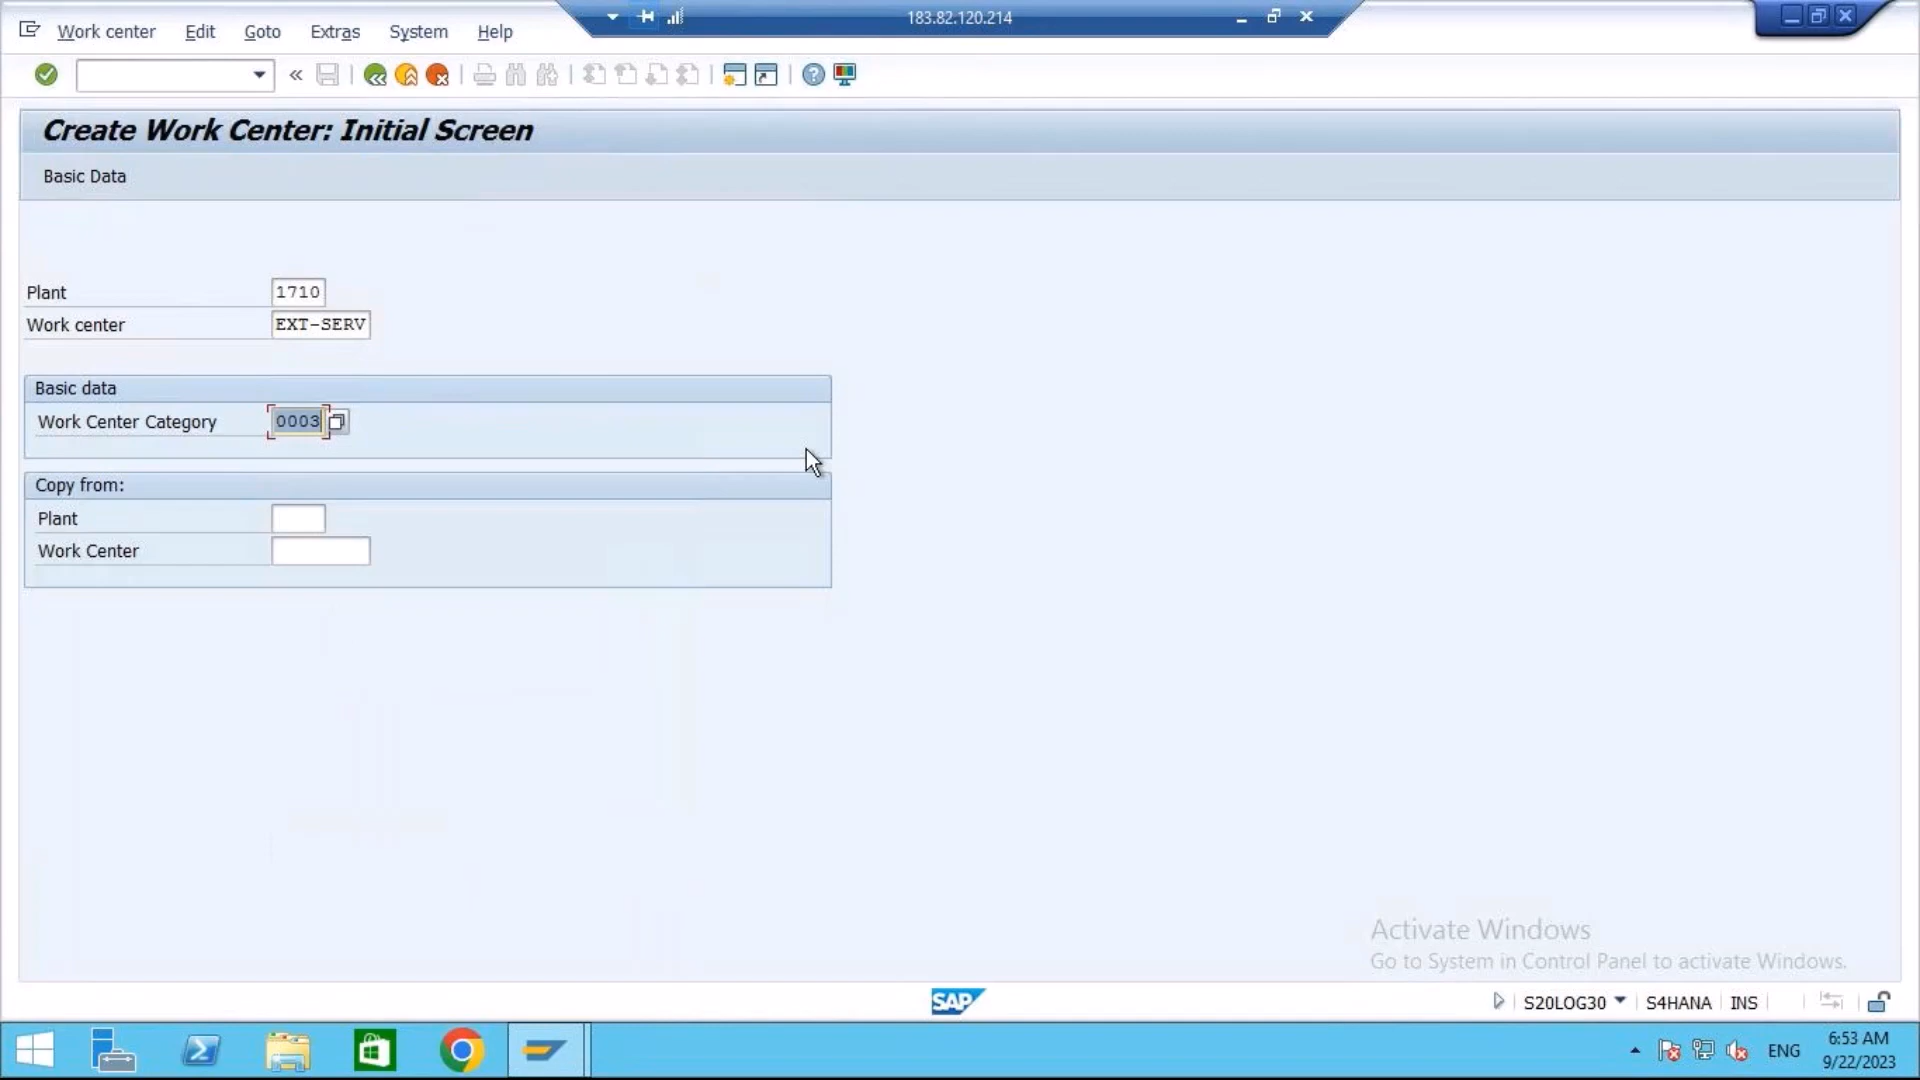 Work center Edit Goto Extras System Help
183.82.120.214
Create Work Center: Initial Screen
Basic Data
Plant 1710
Work center EXT-SERV
Basic data
Work Center Category 0003
Copy from:
Plant
Work Center
Activate Windows
Go to System in Control Panel to activate Windows.
SAP
S20LOG30 S4HANA INS
ENG
6:53 AM
9/22/2023